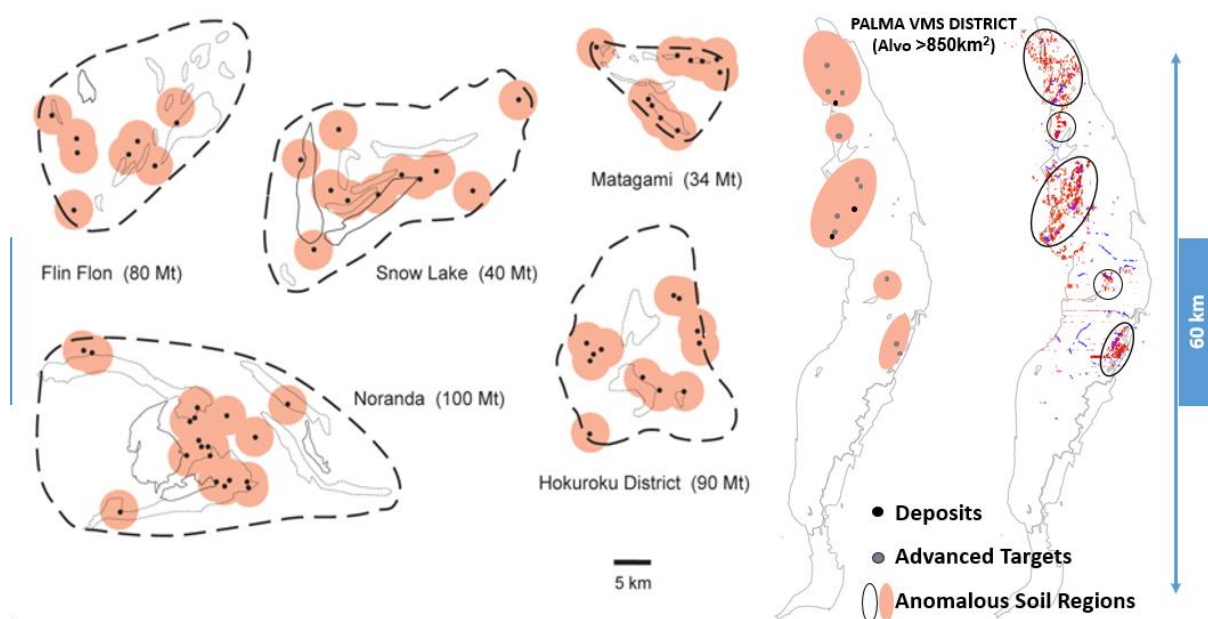 PALMA VMS DISTRICT
(Alvo >850km²)
Matagami (34 Mt)
Flin Flon (80 Mt)
Snow Lake (40 Mt)
60 km
Noranda (100 Mt)
Hokuroku District (90 Mt)
Deposits
Advanced Targets
5 km
Anomalous Soil Regions